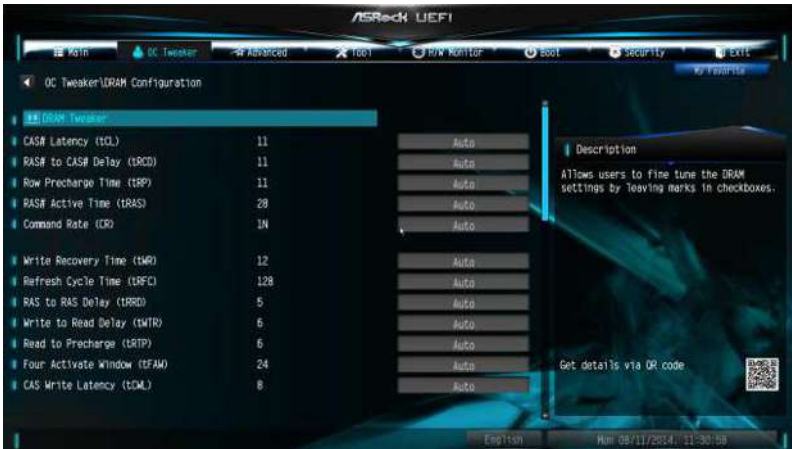 ASRock UEFI
Main OC Tweaker Advanced Tool H/W Monitor Boot Security Exit
My Favorite
OC Tweaker\DRAM Configuration
DRAM Tweaker
CAS# Latency (tCL) 11 Auto
RAS# to CAS# Delay (tRCD) 11 Auto
Row Precharge Time (tRP) 11 Auto
RAS# Active Time (tRAS) 28 Auto
Command Rate (CR) 1N Auto
Write Recovery Time (tWR) 12 Auto
Refresh Cycle Time (tRFC) 128 Auto
RAS to RAS Delay (tRRD) 5 Auto
Write to Read Delay (tWTR) 6 Auto
Read to Precharge (tRTP) 6 Auto
Four Activate Window (tFAW) 24 Auto
CAS Write Latency (tCWL) 8 Auto
Description
Allows users to fine tune the DRAM
settings by leaving marks in checkboxes.
Get details via QR code
English Mon 08/11/2014. 11:30:58